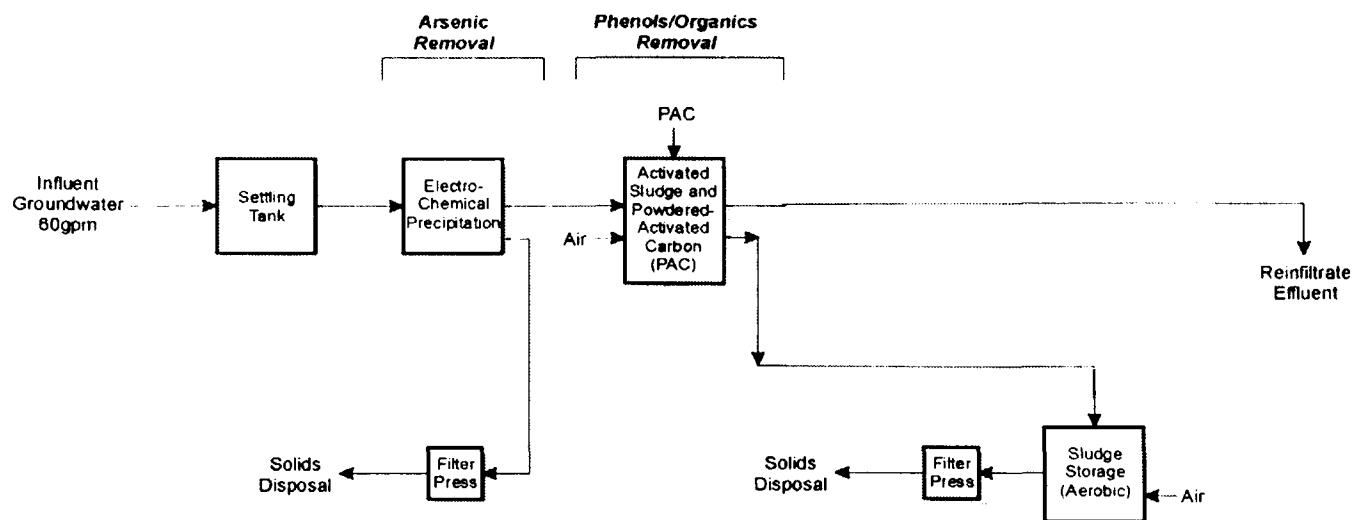 Arsenic
Removal
Phenols/Organics
Removal
PAC
Influent
Groundwater
60gpm
Settling
Tank
Electro-
Chemical
Precipitation
Air
Activated
Sludge and
Powdered-
Activated
Carbon
(PAC)
Reinfiltrate
Effluent
Solids
Disposal
Filter
Press
Solids
Disposal
Filter
Press
Sludge
Storage
(Aerobic)
Air